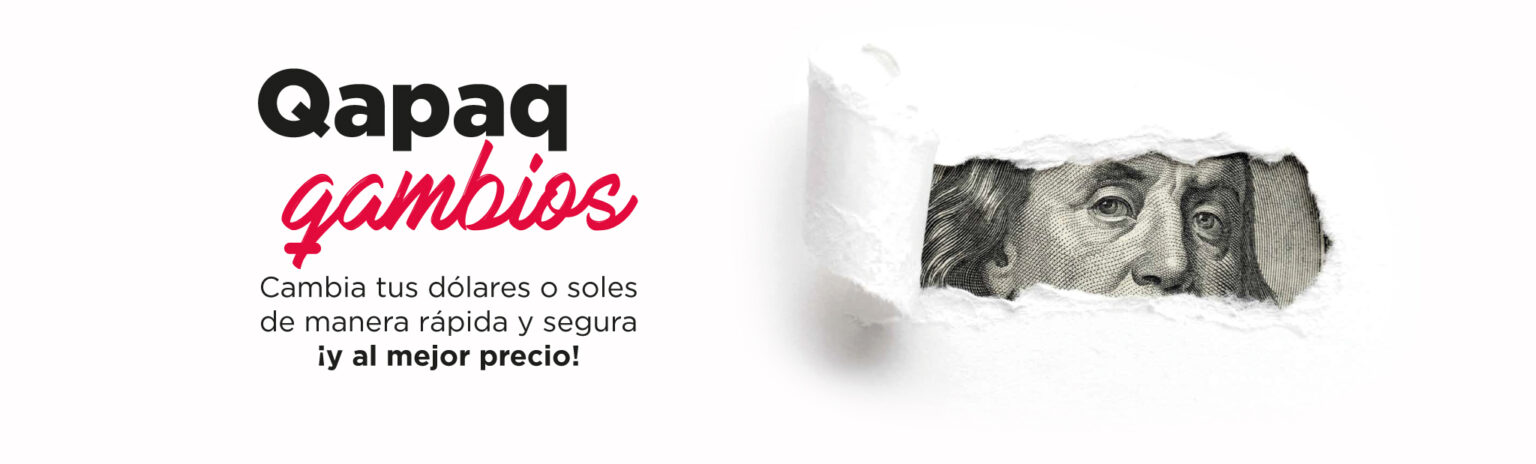 Qapaq
qambios
Cambia tus dólares o soles
de manera rápida y segura
¡y al mejor precio!